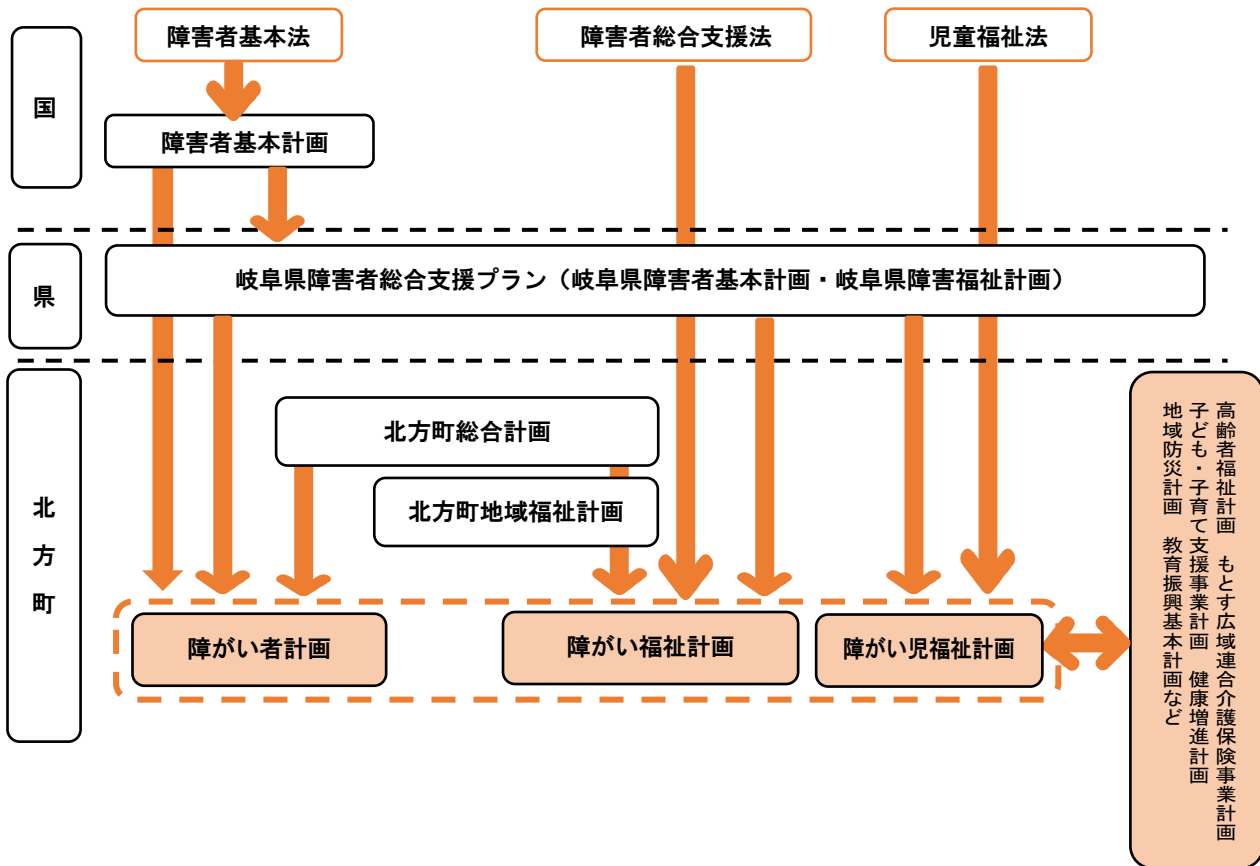 国
障害者基本法
障害者総合支援法
児童福祉法
障害者基本計画
県
岐阜県障害者総合支援プラン（岐阜県障害者基本計画・岐阜県障害福祉計画）
北方町
北方町総合計画
北方町地域福祉計画
障がい者計画
障がい福祉計画
障がい児福祉計画
高齢者福祉計画　もとす広域連合介護保険事業計画
子ども・子育て支援事業計画　健康増進計画
地域防災計画　教育振興基本計画など